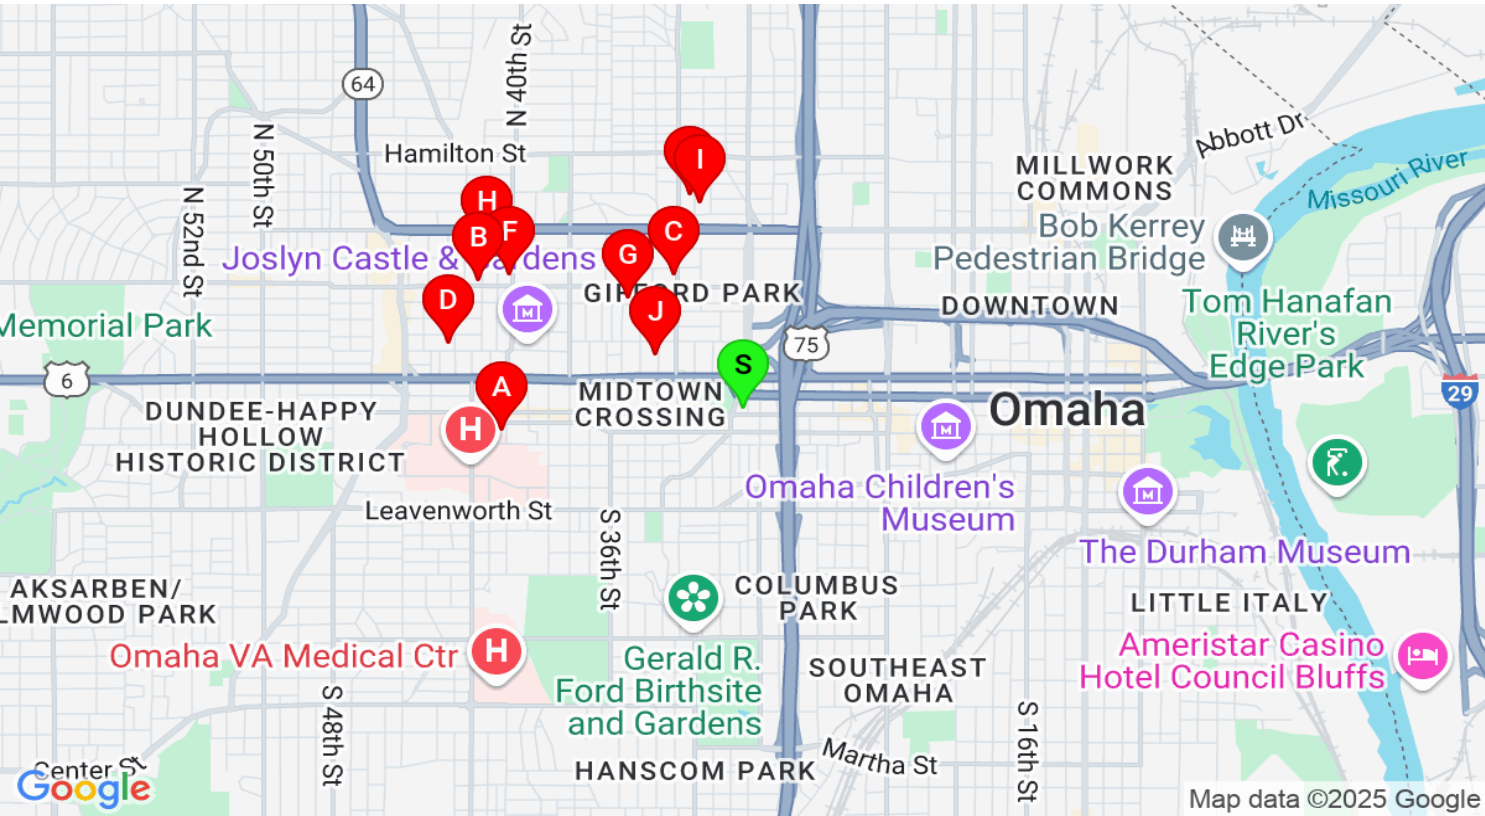 64
N 40th St
Hamilton St
N 50th St
N 52nd St
Abbott Dr
MILLWORK
COMMONS
Missouri River
I
H
F
B
C
G
D
J
Joslyn Castle &
Bob Kerrey
Pedestrian Bridge
GIFFORD PARK
DOWNTOWN
Tom Hanafan
River's
Edge Park
Memorial Park
75
S
6
A
29
MIDTOWN
CROSSING
Omaha
DUNDEE-HAPPY
HOLLOW
HISTORIC DISTRICT
H
Leavenworth St
Omaha Children's
Museum
S 36th St
The Durham Museum
AKSARBEN/
LMWOOD PARK
COLUMBUS
PARK
LITTLE ITALY
Omaha VA Medical Ctr
H
Gerald R.
Ford Birthsite
and Gardens
SOUTHEAST
OMAHA
Ameristar Casino
Hotel Council Bluffs
S 48th St
S 16th St
Martha St
HANSCOM PARK
Center St
Google
Map data ©2025 Google